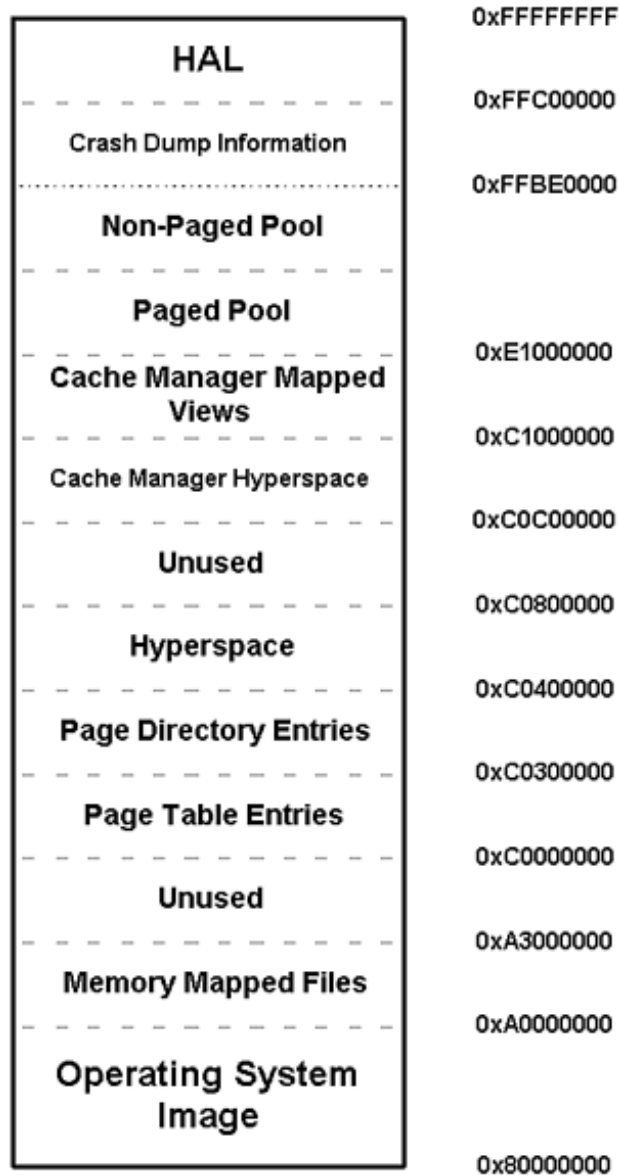 0xFFFFFFFF
HAL
0xFFC00000
Crash Dump Information
0xFFBE0000
Non-Paged Pool
Paged Pool
0xE1000000
Cache Manager Mapped
Views
0xC1000000
Cache Manager Hyperspace
0xC0C00000
Unused
0xC0800000
Hyperspace
0xC0400000
Page Directory Entries
0xC0300000
Page Table Entries
0xC0000000
Unused
0xA3000000
Memory Mapped Files
0xA0000000
Operating System
Image
0x80000000